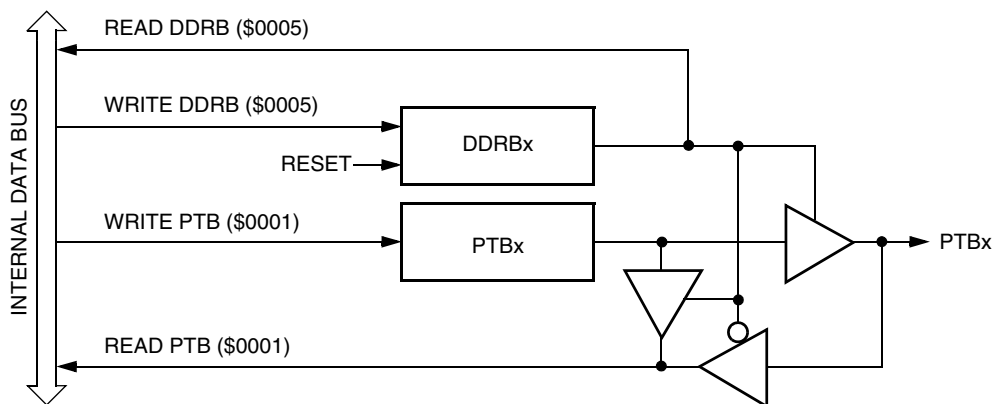 READ DDRB ($0005)
WRITE DDRB ($0005)
DDRBx
RESET
WRITE PTB ($0001)
PTBx
PTBx
READ PTB ($0001)
INTERNAL DATA BUS